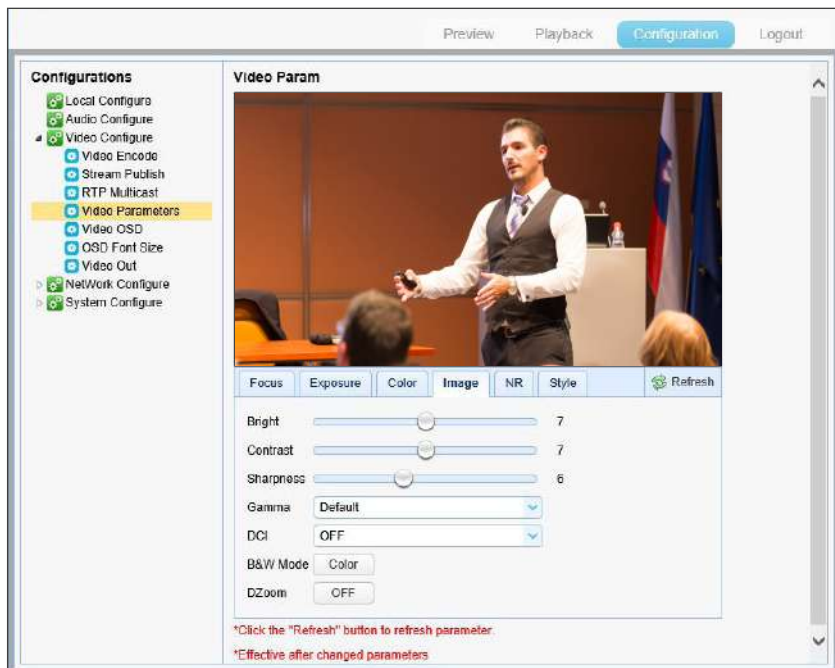 Preview Playback Configuration Logout
Configurations
Local Configure
Audio Configure
Video Configure
Video Encode
Stream Publish
RTP Multicast
Video Parameters
Video OSD
OSD Font Size
Video Out
NetWork Configure
System Configure
Video Param
Focus Exposure Color Image NR Style Refresh
Bright 7
Contrast 7
Sharpness 6
Gamma Default
DCI OFF
B&W Mode Color
DZoom OFF
*Click the "Refresh" button to refresh parameter.
*Effective after changed parameters